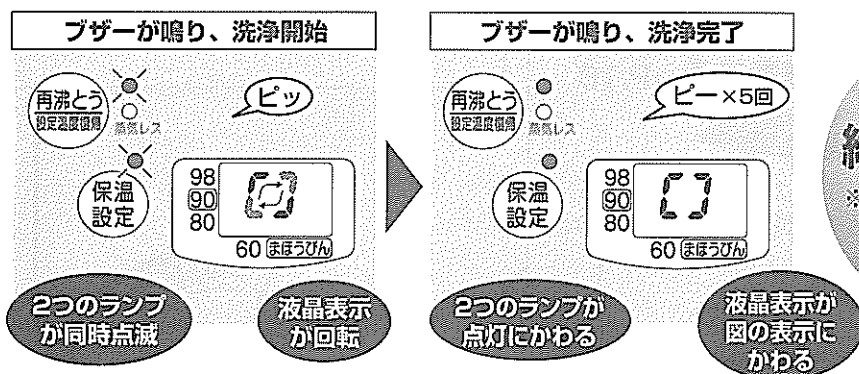 ブザーが鳴り、洗浄開始
再沸とう
設定温度復帰
蒸気レス
ピッ
保温
設定
98
90
80
60 まほうびん
2つのランプ
が同時点滅
液晶表示
が回転
ブザーが鳴り、洗浄完了
再沸とう
設定温度復帰
蒸気レス
ピー×5回
保温
設定
98
90
80
60 まほうびん
2つのランプが
点灯にかわる
液晶表示が
図の表示に
かわる
※